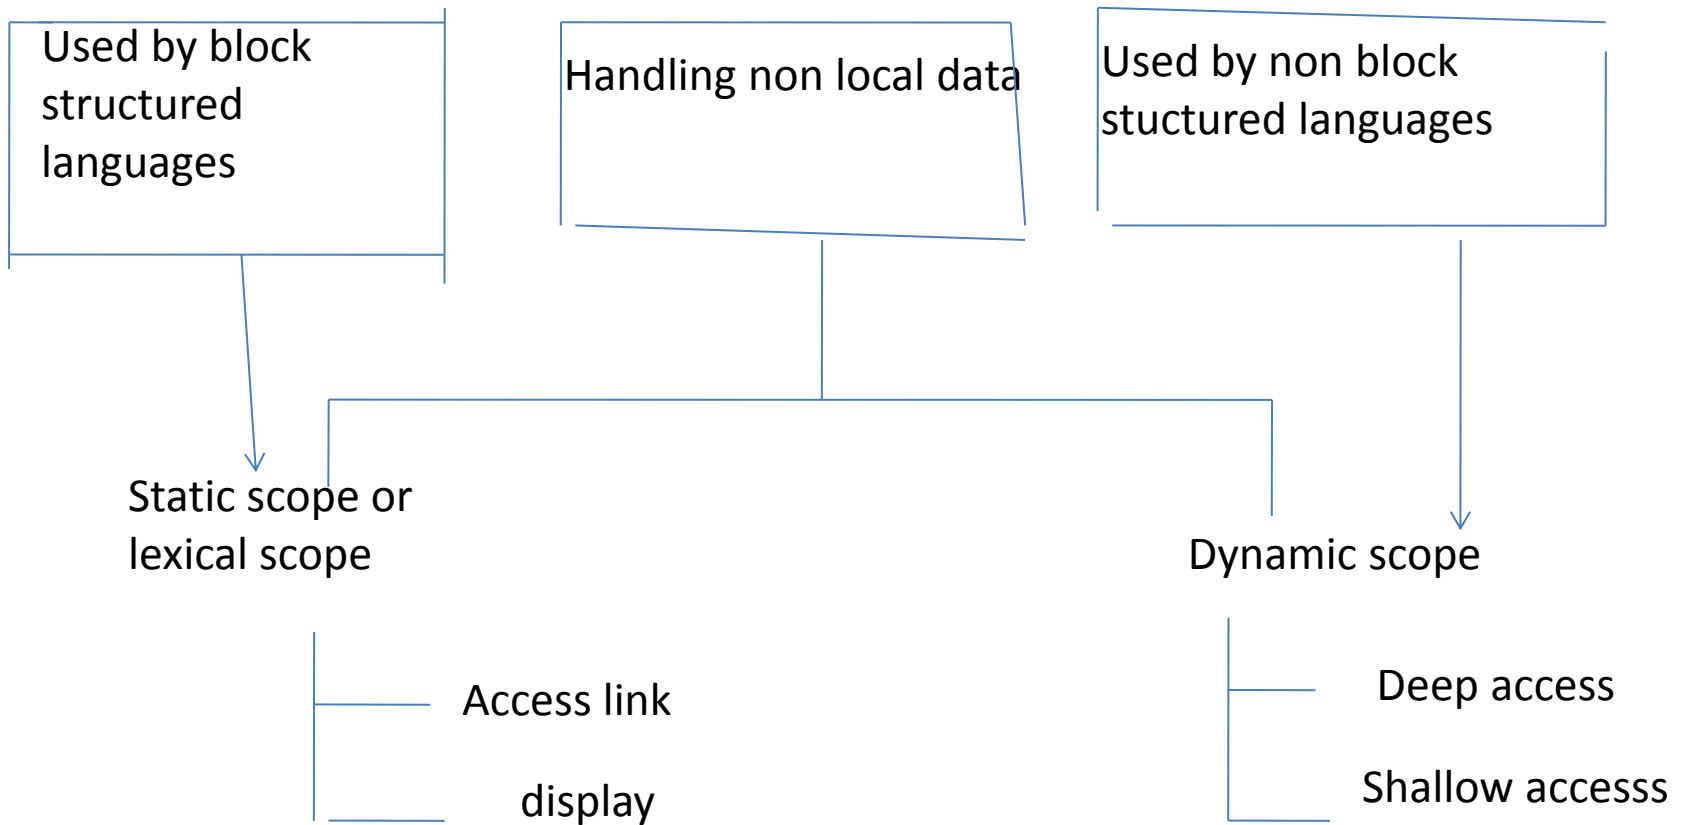 Used by block
structured
languages
Handling non local data
Used by non block
stuctured languages
Static scope or
lexical scope
Dynamic scope
Access link
display
Deep access
Shallow accesss